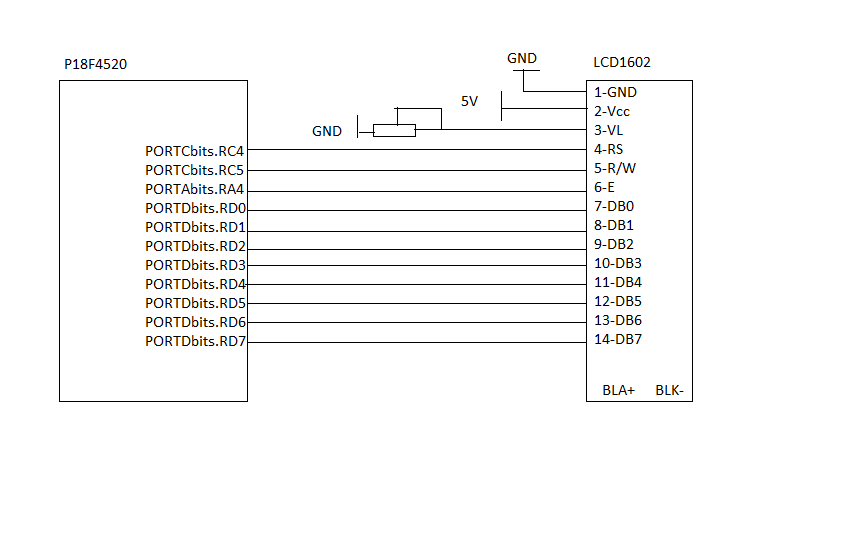 P18F4520
GND
LCD1602
5V
GND
1-GND
2-Vcc
3-VL
4-RS
5-R/W
6-E
7-DB0
8-DB1
9-DB2
10-DB3
11-DB4
12-DB5
13-DB6
14-DB7
PORTCbits.RC4
PORTCbits.RC5
PORTAbits.RA4
PORTDbits.RD0
PORTDbits.RD1
PORTDbits.RD2
PORTDbits.RD3
PORTDbits.RD4
PORTDbits.RD5
PORTDbits.RD6
PORTDbits.RD7
BLA+ BLK-